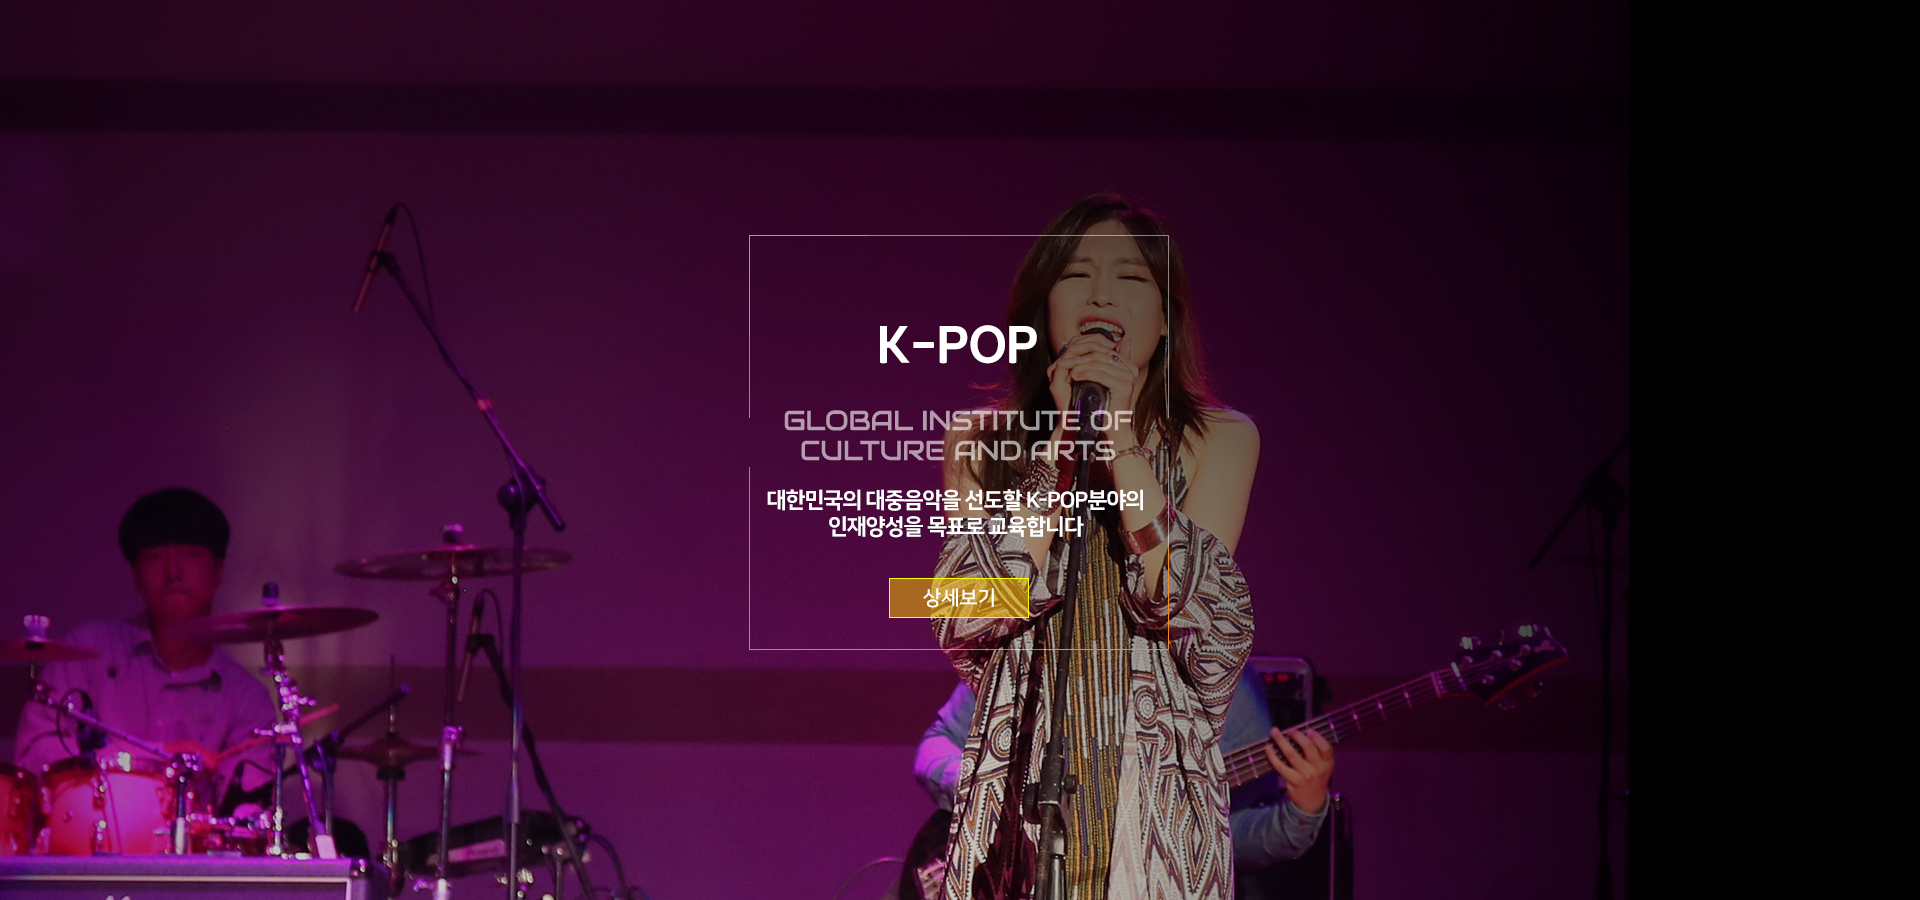 K-POP
GLOBAL INSTITUTE OF
CULTURE AND ARTS
대한민국의 대중음악을 선도할 K-POP분야의
인재양성을 목표로 교육합니다
상세보기